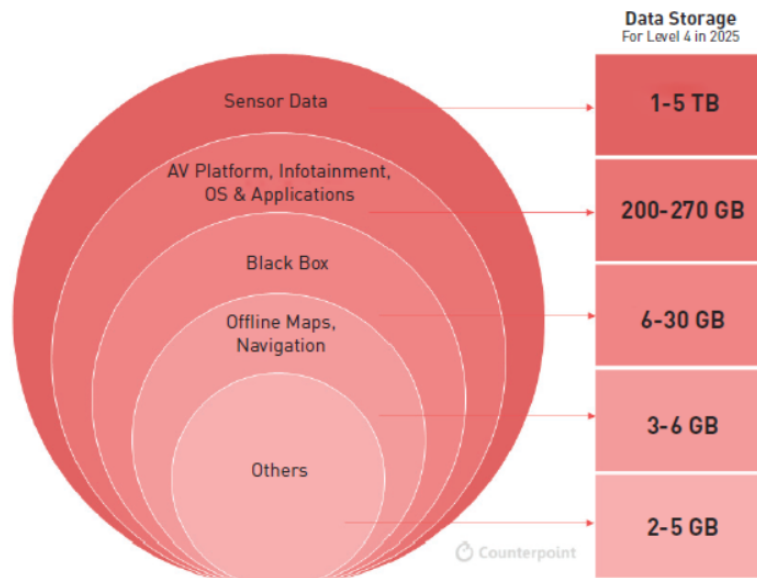 Data Storage
For Level 4 in 2025
Sensor Data
1-5 TB
AV Platform, Infotainment,
OS & Applications
200-270 GB
Black Box
6-30 GB
Offline Maps,
Navigation
3-6 GB
Others
2-5 GB
Counterpoint